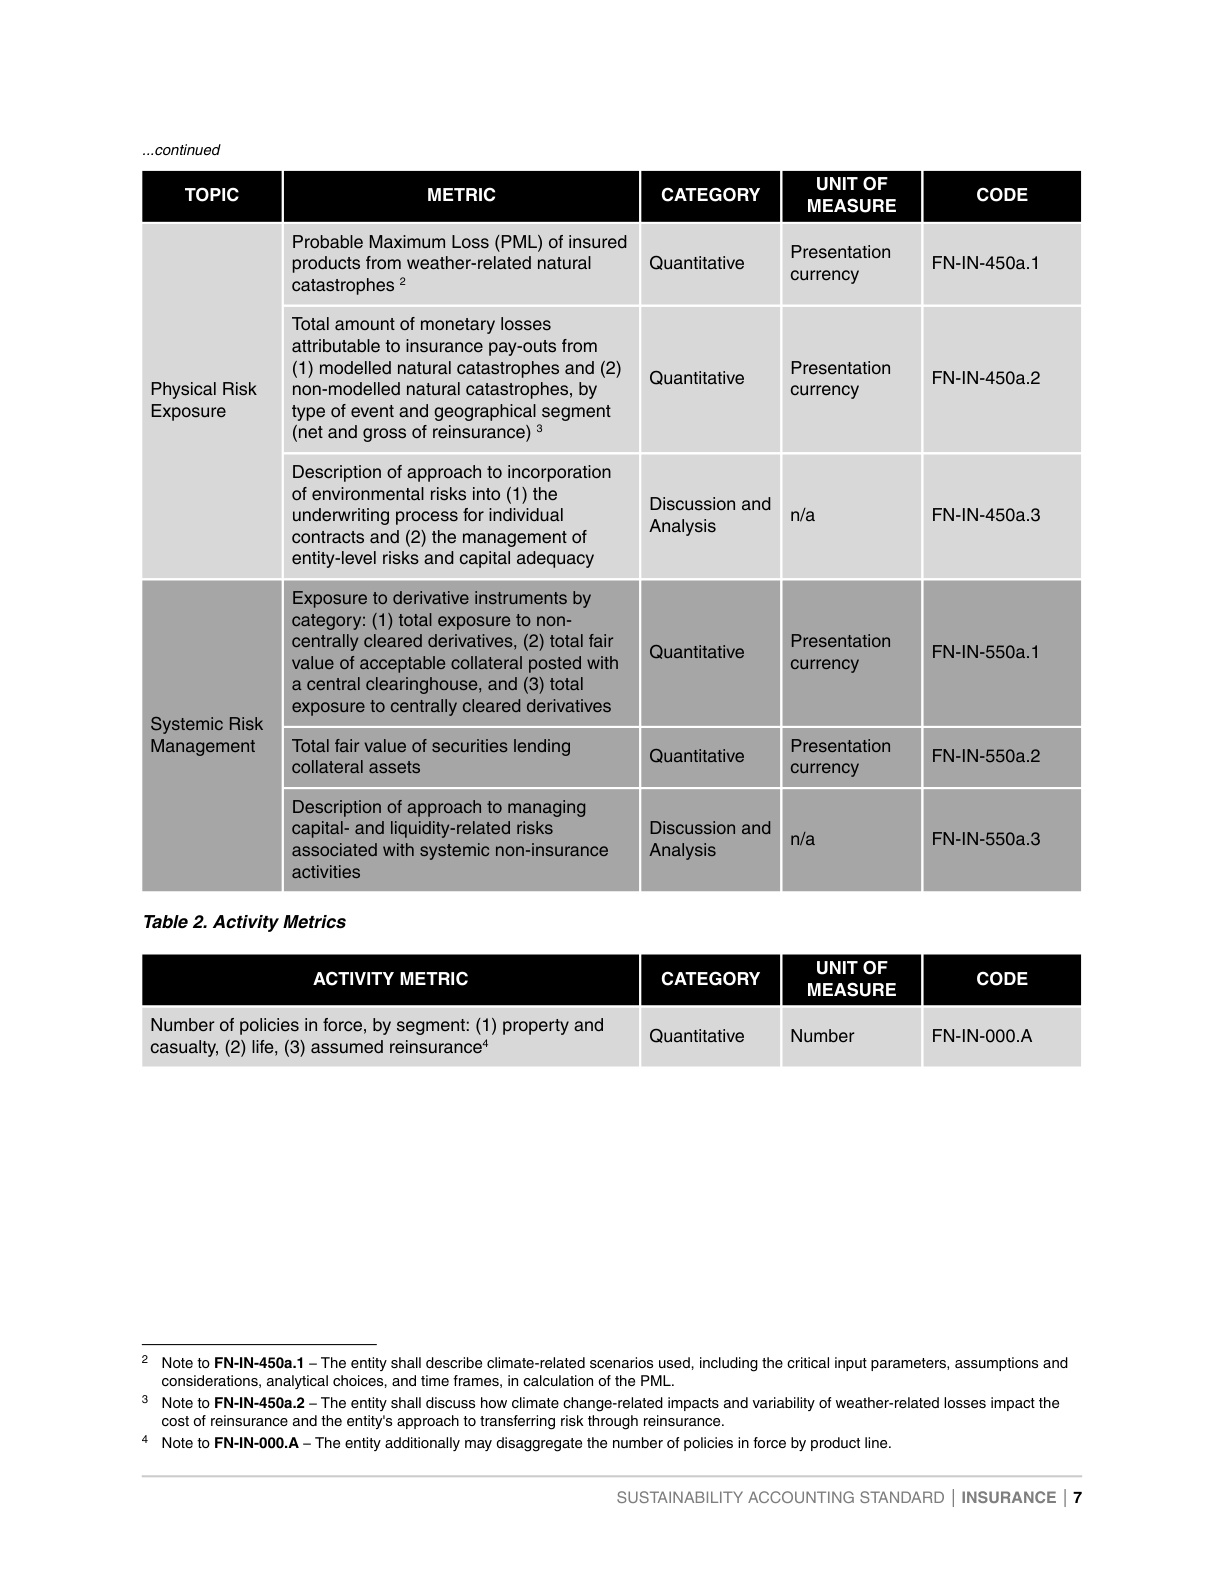 ...continued
TOPIC
METRIC
CATEGORY
UNIT OF
MEASURE
CODE
Physical Risk
Exposure
Probable Maximum Loss (PML) of insured
products from weather-related natural
catastrophes 2
Quantitative
Presentation
currency
FN-IN-450a.1
Total amount of monetary losses
attributable to insurance pay-outs from
(1) modelled natural catastrophes and (2)
non-modelled natural catastrophes, by
type of event and geographical segment
(net and gross of reinsurance) 3
Quantitative
Presentation
currency
FN-IN-450a.2
Description of approach to incorporation
of environmental risks into (1) the
underwriting process for individual
contracts and (2) the management of
entity-level risks and capital adequacy
Discussion and
Analysis
n/a
FN-IN-450a.3
Systemic Risk
Management
Exposure to derivative instruments by
category: (1) total exposure to non-
centrally cleared derivatives, (2) total fair
value of acceptable collateral posted with
a central clearinghouse, and (3) total
exposure to centrally cleared derivatives
Quantitative
Presentation
currency
FN-IN-550a.1
Total fair value of securities lending
collateral assets
Quantitative
Presentation
currency
FN-IN-550a.2
Description of approach to managing
capital- and liquidity-related risks
associated with systemic non-insurance
activities
Discussion and
Analysis
n/a
FN-IN-550a.3
Table 2. Activity Metrics
ACTIVITY METRIC
CATEGORY
UNIT OF
MEASURE
CODE
Number of policies in force, by segment: (1) property and
casualty, (2) life, (3) assumed reinsurance4
Quantitative
Number
FN-IN-000.A
2 Note to FN-IN-450a.1 – The entity shall describe climate-related scenarios used, including the critical input parameters, assumptions and
considerations, analytical choices, and time frames, in calculation of the PML.
3 Note to FN-IN-450a.2 – The entity shall discuss how climate change-related impacts and variability of weather-related losses impact the
cost of reinsurance and the entity's approach to transferring risk through reinsurance.
4 Note to FN-IN-000.A – The entity additionally may disaggregate the number of policies in force by product line.
SUSTAINABILITY ACCOUNTING STANDARD | INSURANCE | 7